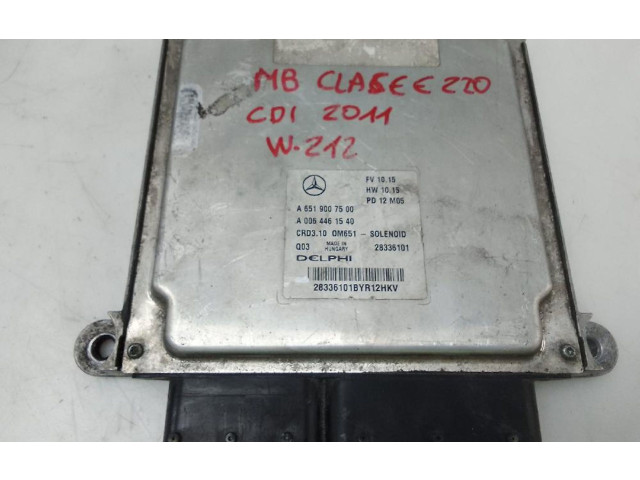 MB CLASE E 220
CDI 2011
W-212
FV 10.15
HW 10.15
PD 12 M05
A 651 900 75 00
A 006 446 15 40
CRD3.10 OM651 - SOLENOID
Q03 MADE IN HUNGARY 28336101
DELPHI
28336101BYR12HKV